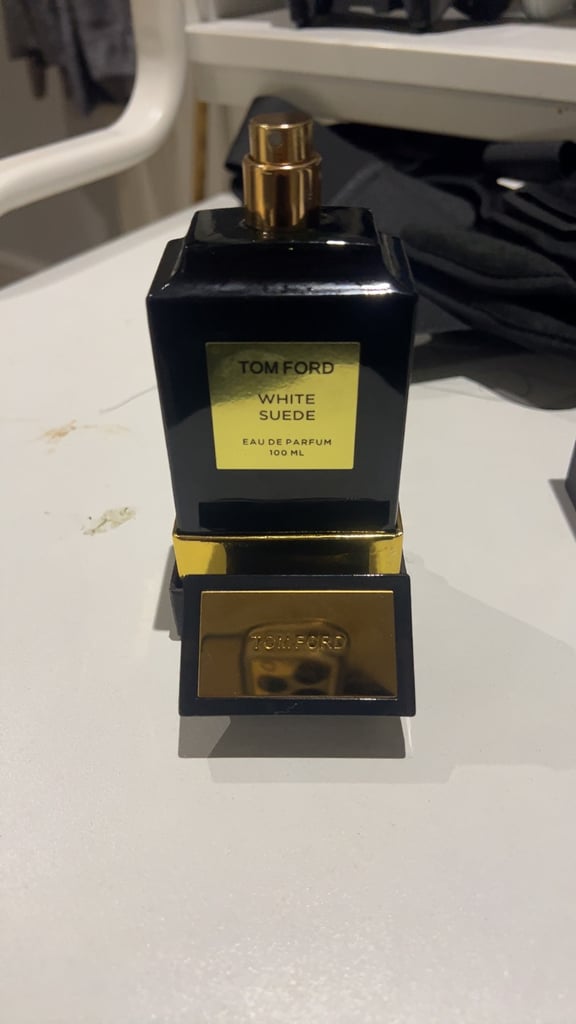 TOM FORD
WHITE
SUEDE
EAU DE PARFUM
100 ML
TOM FORD